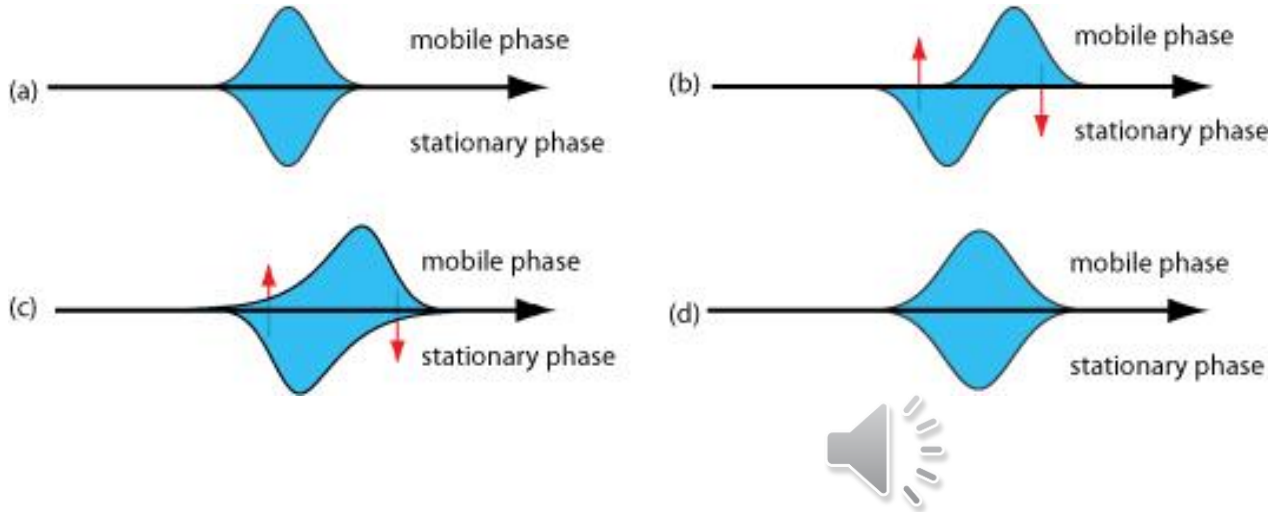 (a)
mobile phase
stationary phase
(b)
mobile phase
stationary phase
(c)
mobile phase
stationary phase
(d)
mobile phase
stationary phase